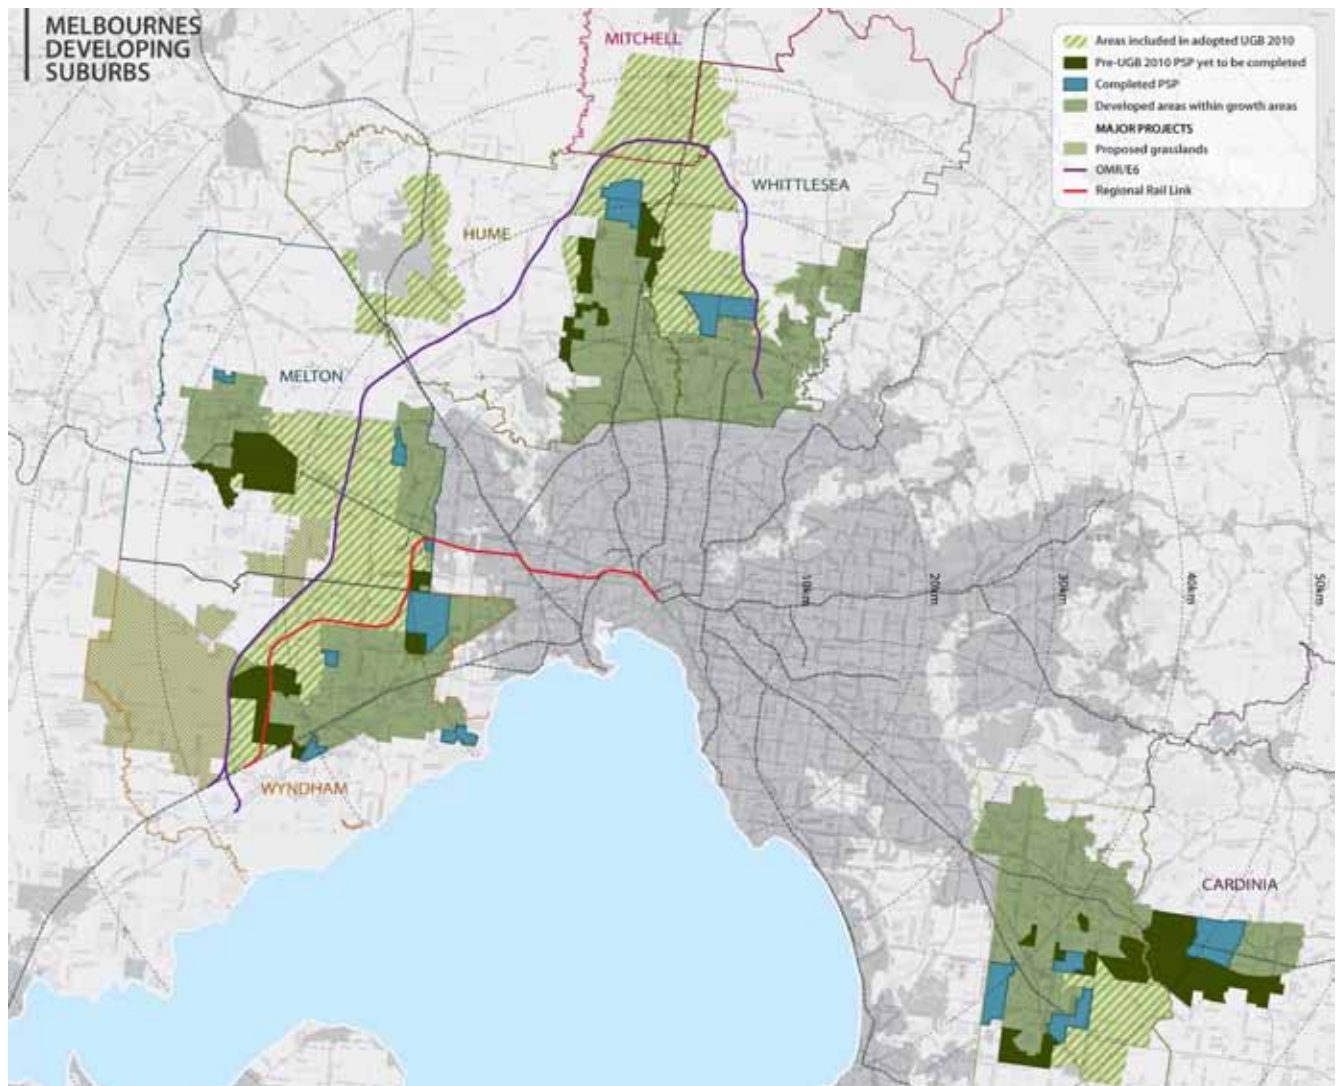 MELBOURNES
DEVELOPING
SUBURBS
MITCHELL
Areas included in adopted UGB 2010
Pre-UGB 2010 PSP yet to be completed
Completed PSP
Developed areas within growth areas
MAJOR PROJECTS
Proposed grasslands
OMR/E6
Regional Rail Link
WHITTLESEA
HUME
MELTON
10km
20km
30km
40km
50km
WYNDHAM
CARDINIA